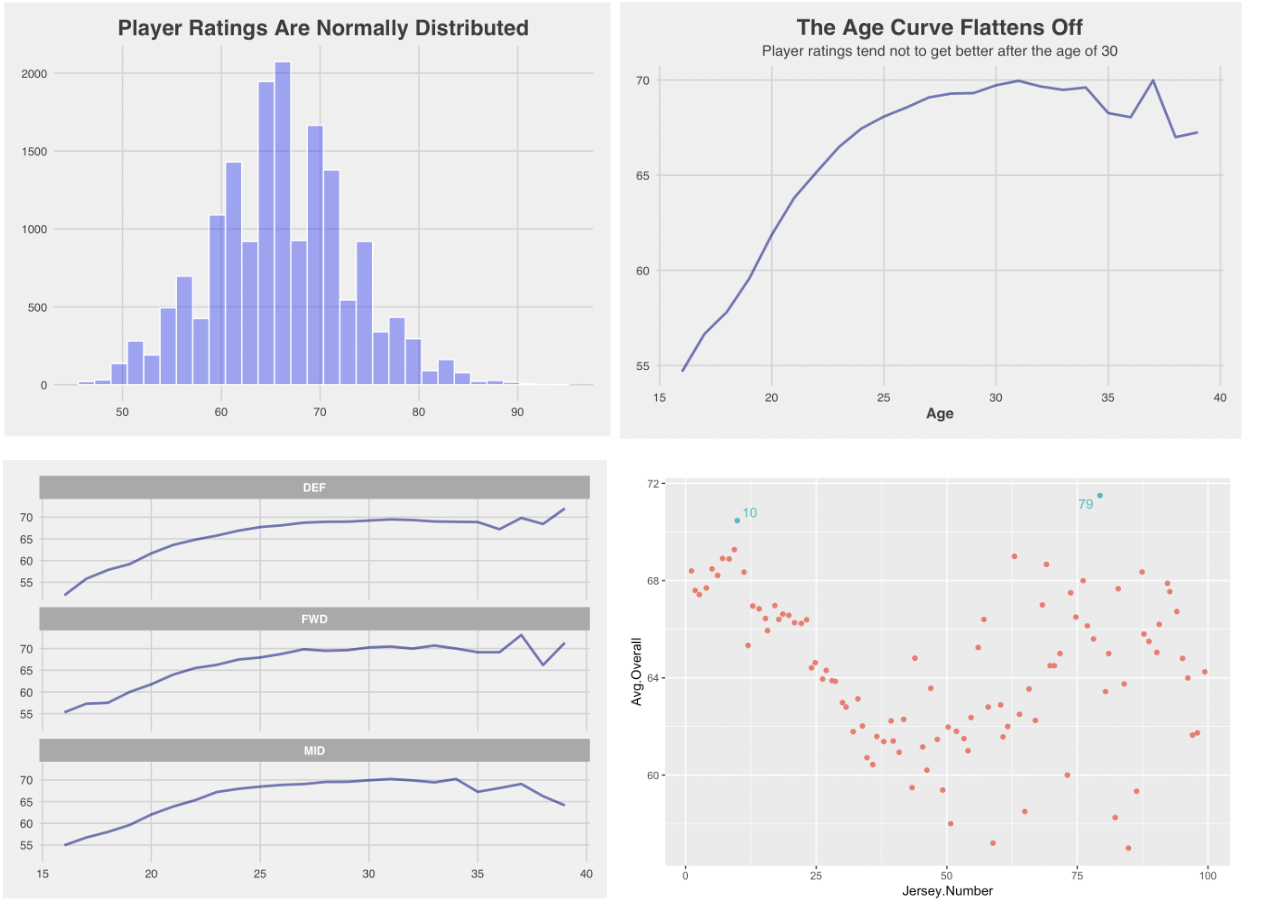 Player Ratings Are Normally Distributed
2000
1500
1000
500
0
50 60 70 80 90
The Age Curve Flattens Off
Player ratings tend not to get better after the age of 30
70
65
60
55
15 20 25 30 35 40
Age
DEF
70
65
60
55
FWD
70
65
60
55
MID
70
65
60
55
15 20 25 30 35 40
72
79
10
68
64
60
Avg.Overall
0 25 50 75 100
Jersey.Number